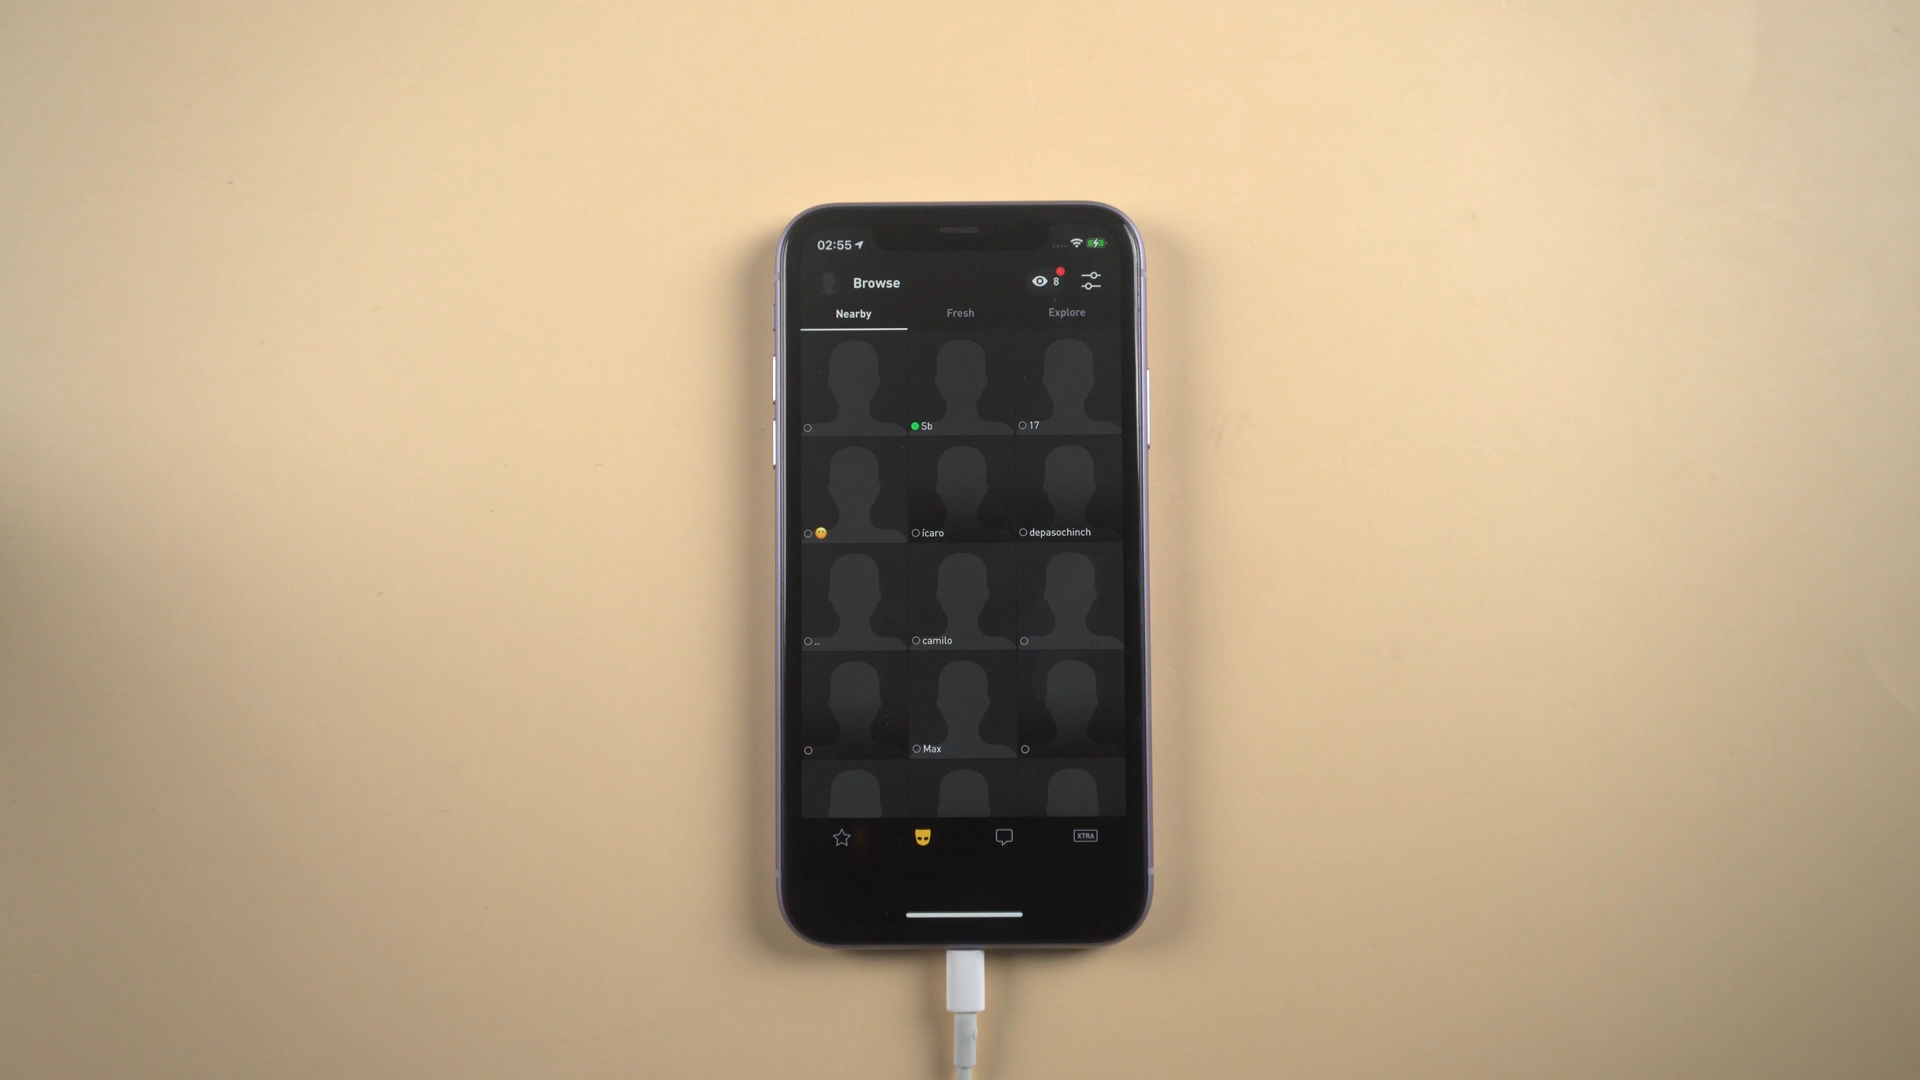 02:55
Browse
8
Nearby Fresh Explore
Sb 17
ícaro depasochinch
.. camilo
Max
XTRA